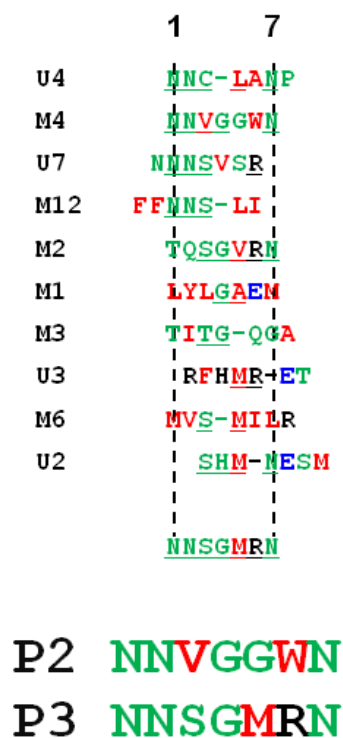 1 7
U4 NNC-LANP
M4 NNVGGWN
U7 NNNSVSR
M12 FFNNS-LI
M2 TQSGVRN
M1 LYLGAEM
M3 TITG-QGA
U3 RFHMR-ET
M6 MVS-MILR
U2 SHM-NESM
NNSGMRN
P2 NNVGGWN
P3 NNSGMRN